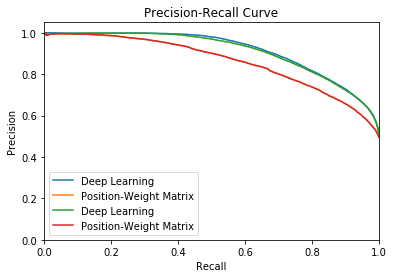 Precision-Recall Curve
1.0
0.8
0.6
0.4
0.2
0.0
Precision
Deep Learning
Position-Weight Matrix
Deep Learning
Position-Weight Matrix
0.0 0.2 0.4 0.6 0.8 1.0
Recall